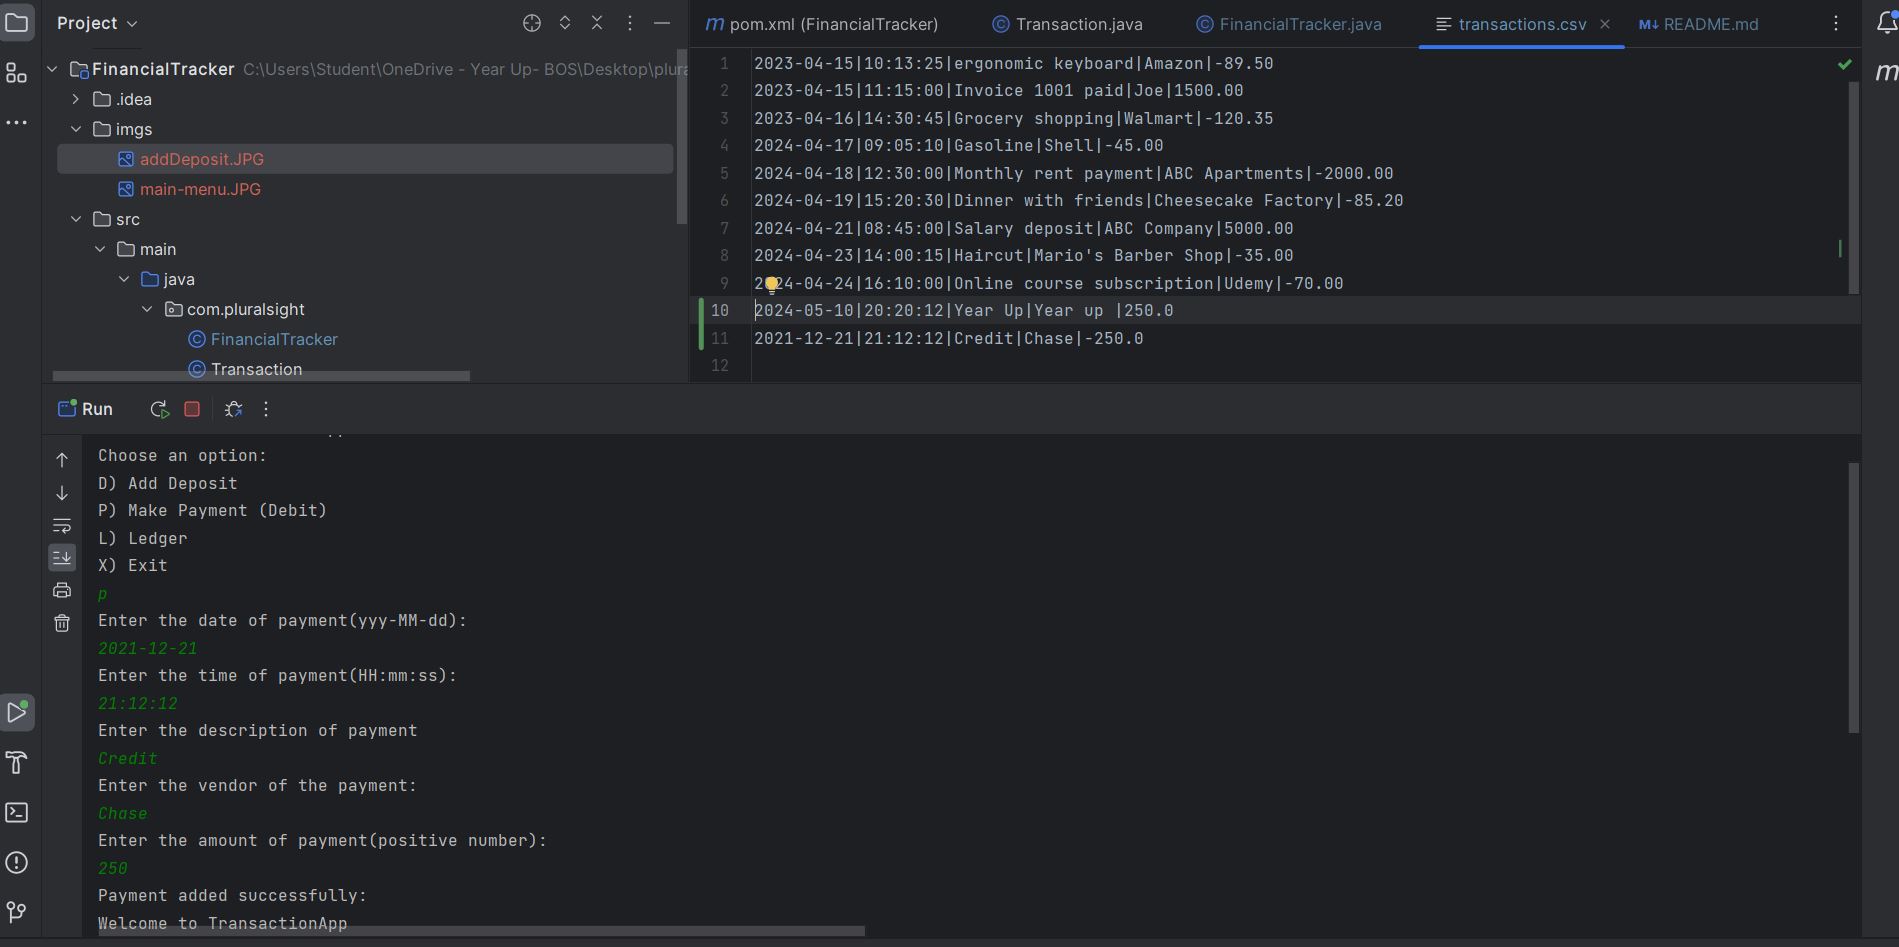 Project
FinancialTracker C:\Users\Student\OneDrive - Year Up- BOS\Desktop\plura
.idea
imgs
addDeposit.JPG
main-menu.JPG
src
main
java
com.pluralsight
FinancialTracker
Transaction
m pom.xml (FinancialTracker)
C Transaction.java
C FinancialTracker.java
transactions.csv
M↓ README.md
m
1 2023-04-15|10:13:25|ergonomic keyboard|Amazon|-89.50
2 2023-04-15|11:15:00|Invoice 1001 paid|Joe|1500.00
3 2023-04-16|14:30:45|Grocery shopping|Walmart|-120.35
4 2024-04-17|09:05:10|Gasoline|Shell|-45.00
5 2024-04-18|12:30:00|Monthly rent payment|ABC Apartments|-2000.00
6 2024-04-19|15:20:30|Dinner with friends|Cheesecake Factory|-85.20
7 2024-04-21|08:45:00|Salary deposit|ABC Company|5000.00
8 2024-04-23|14:00:15|Haircut|Mario's Barber Shop|-35.00
9 2024-04-24|16:10:00|Online course subscription|Udemy|-70.00
10 2024-05-10|20:20:12|Year Up|Year up |250.0
11 2021-12-21|21:12:12|Credit|Chase|-250.0
12
Run
Choose an option:
D) Add Deposit
P) Make Payment (Debit)
L) Ledger
X) Exit
p
Enter the date of payment(yyy-MM-dd):
2021-12-21
Enter the time of payment(HH:mm:ss):
21:12:12
Enter the description of payment
Credit
Enter the vendor of the payment:
Chase
Enter the amount of payment(positive number):
250
Payment added successfully:
Welcome to TransactionApp